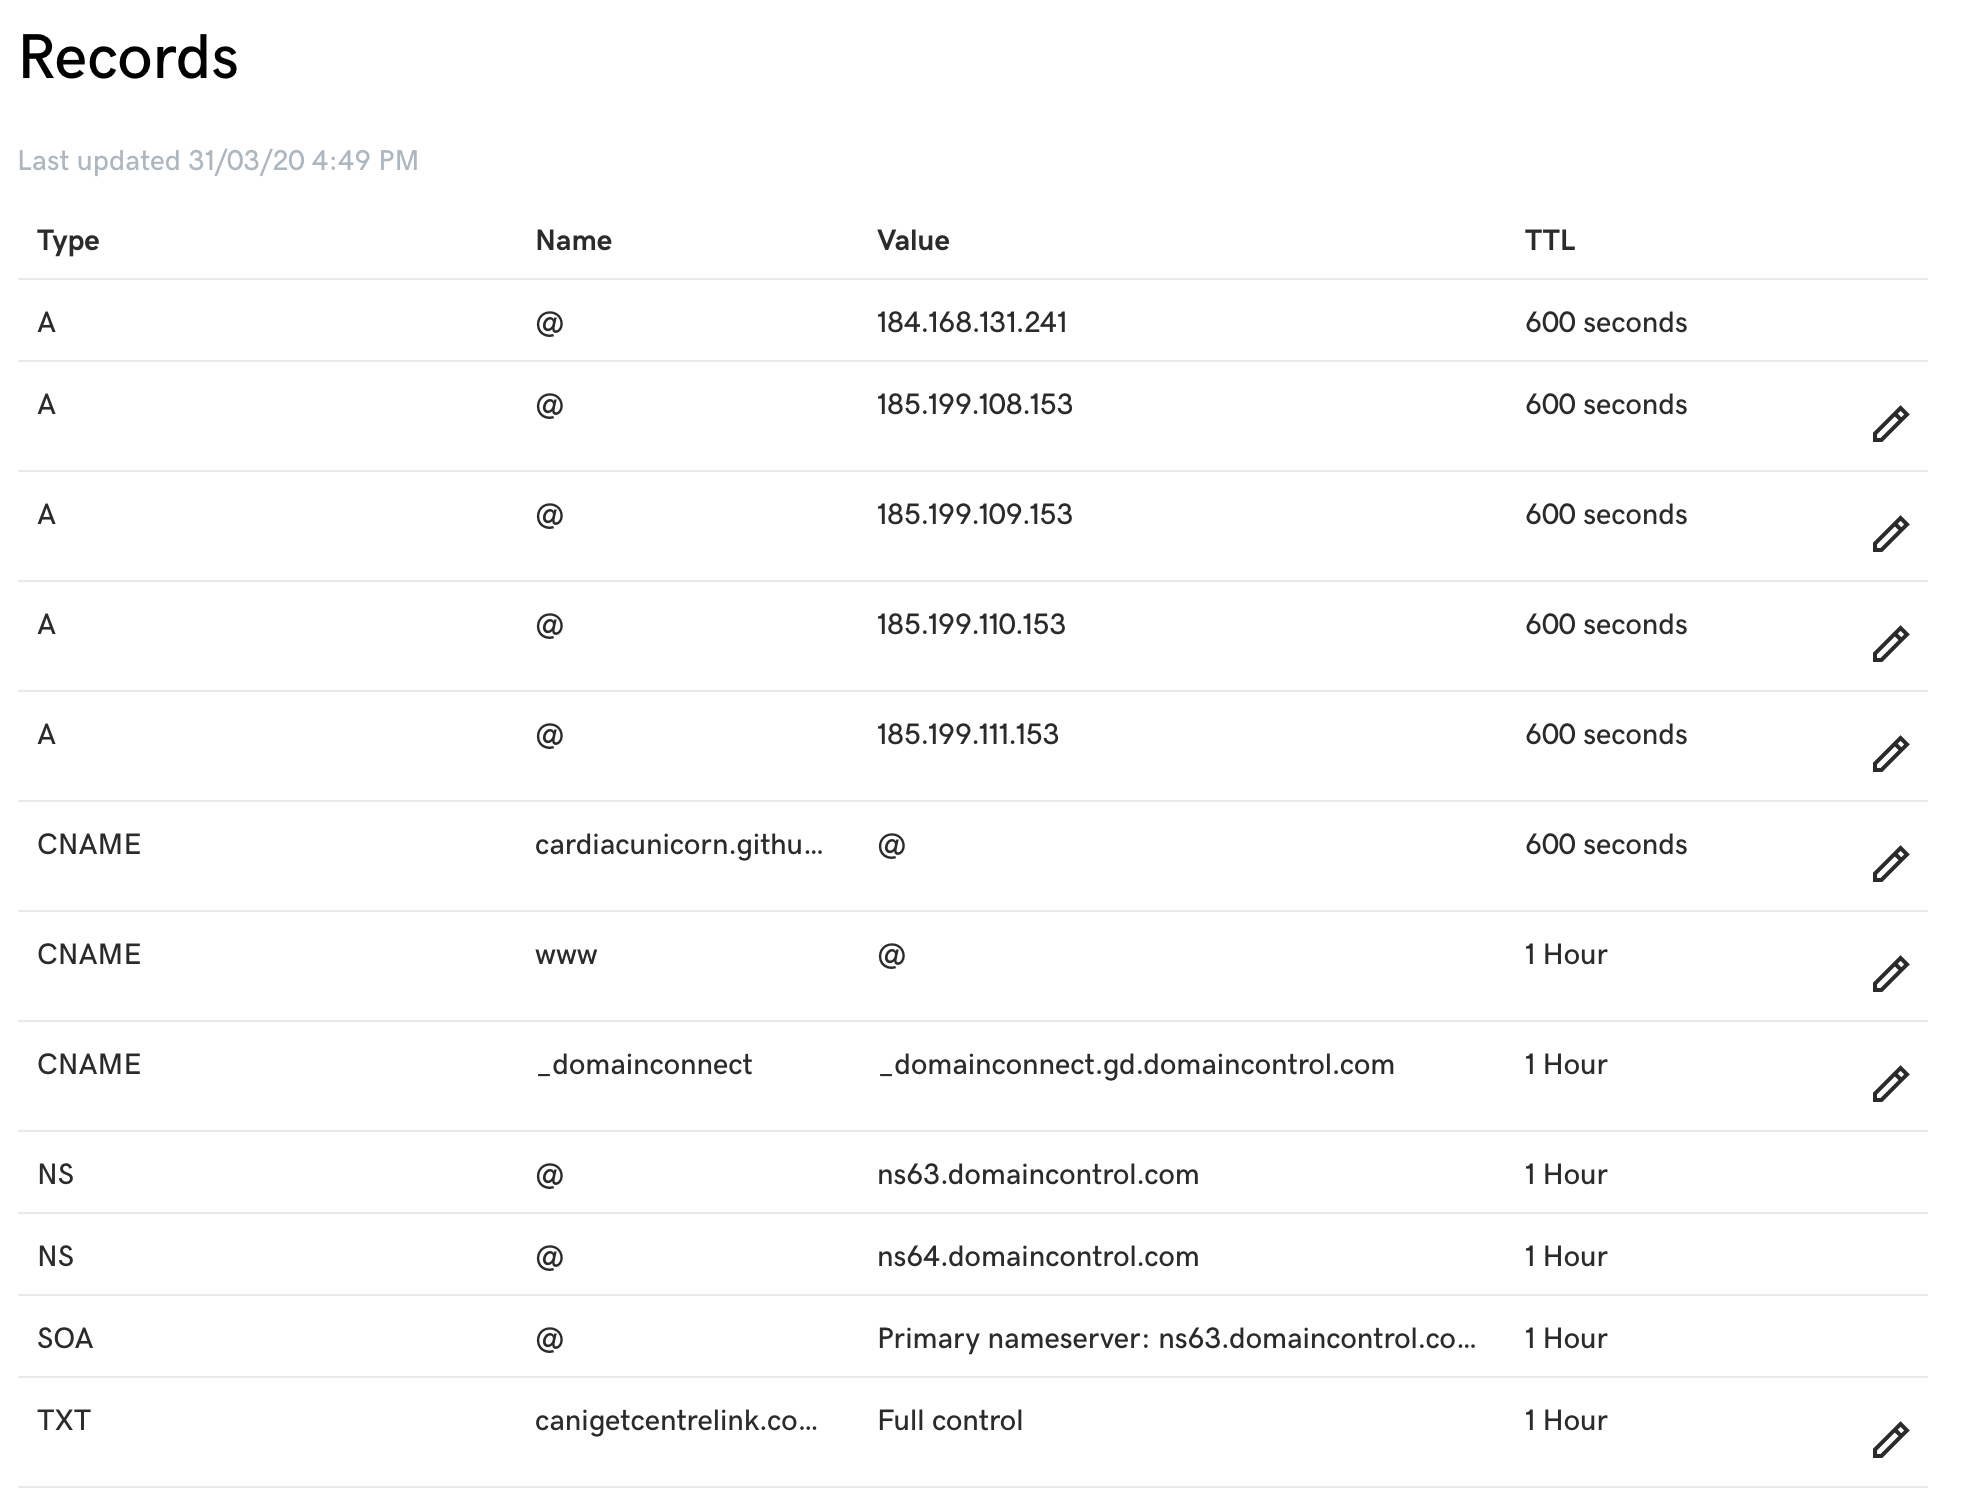 Records
Last updated 31/03/20 4:49 PM
Type Name Value TTL
A @ 184.168.131.241 600 seconds
A @ 185.199.108.153 600 seconds
A @ 185.199.109.153 600 seconds
A @ 185.199.110.153 600 seconds
A @ 185.199.111.153 600 seconds
CNAME cardiacunicorn.githu... @ 600 seconds
CNAME www @ 1 Hour
CNAME _domainconnect _domainconnect.gd.domaincontrol.com 1 Hour
NS @ ns63.domaincontrol.com 1 Hour
NS @ ns64.domaincontrol.com 1 Hour
SOA @ Primary nameserver: ns63.domaincontrol.co... 1 Hour
TXT canigetcentrelink.co... Full control 1 Hour